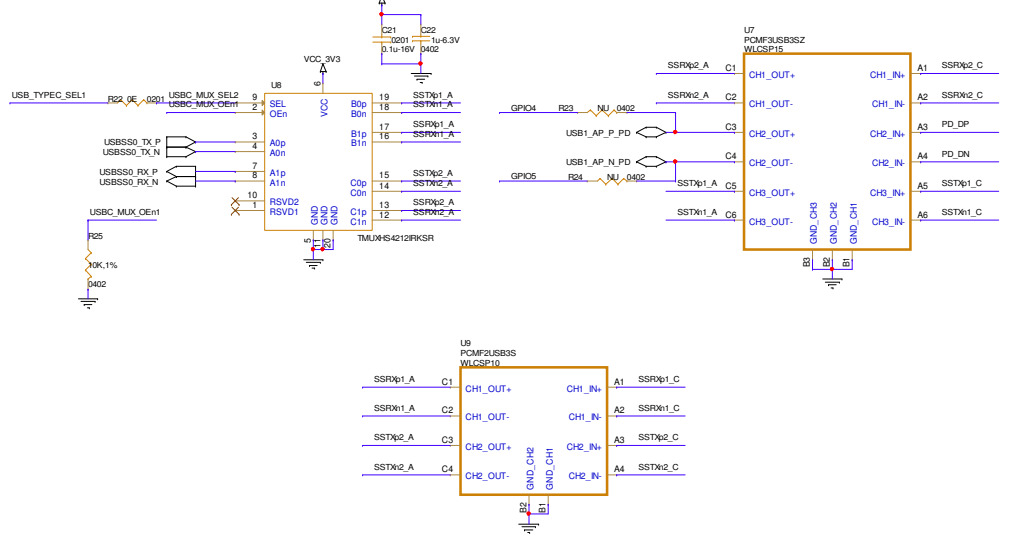 C21
0201
0.1u-16V
C22
1u-6.3V
0402
VCC_3V3
U8
6
VCC
USB_TYPEC_SEL1
R22 0E 0201
USBC_MUX_SEL2
9
SEL
USBC_MUX_OEn1
2
OEn
USBSS0_TX_P
3
A0p
USBSS0_TX_N
4
A0n
USBSS0_RX_P
7
A1p
USBSS0_RX_N
8
A1n
10
RSVD2
1
RSVD1
B0p
19
SSTXp1_A
B0n
18
SSTXn1_A
B1p
17
SSRXp1_A
B1n
16
SSRXn1_A
C0p
15
SSTXp2_A
C0n
14
SSTXn2_A
C1p
13
SSRXp2_A
C1n
12
SSRXn2_A
GND
GND
GND
5
11
20
TMUXHS4212IRKSR
USBC_MUX_OEn1
R25
10K,1%
0402
U7
PCMF3USB3SZ
WLCSP15
SSRXp2_A
C1
CH1_OUT+
CH1_IN+
A1
SSRXp2_C
SSRXn2_A
C2
CH1_OUT-
CH1_IN-
A2
SSRXn2_C
GPIO4
R23
NU
0402
USB1_AP_P_PD
C3
CH2_OUT+
CH2_IN+
A3
PD_DP
USB1_AP_N_PD
C4
CH2_OUT-
CH2_IN-
A4
PD_DN
GPIO5
R24
NU
0402
SSTXp1_A
C5
CH3_OUT+
CH3_IN+
A5
SSTXp1_C
SSTXn1_A
C6
CH3_OUT-
CH3_IN-
A6
SSTXn1_C
GND_CH3
GND_CH2
GND_CH1
B3
B2
B1
U9
PCMF2USB3S
WLCSP10
SSRXp1_A
C1
CH1_OUT+
CH1_IN+
A1
SSRXp1_C
SSRXn1_A
C2
CH1_OUT-
CH1_IN-
A2
SSRXn1_C
SSTXp2_A
C3
CH2_OUT+
CH2_IN+
A3
SSTXp2_C
SSTXn2_A
C4
CH2_OUT-
CH2_IN-
A4
SSTXn2_C
GND_CH2
GND_CH1
B2
B1